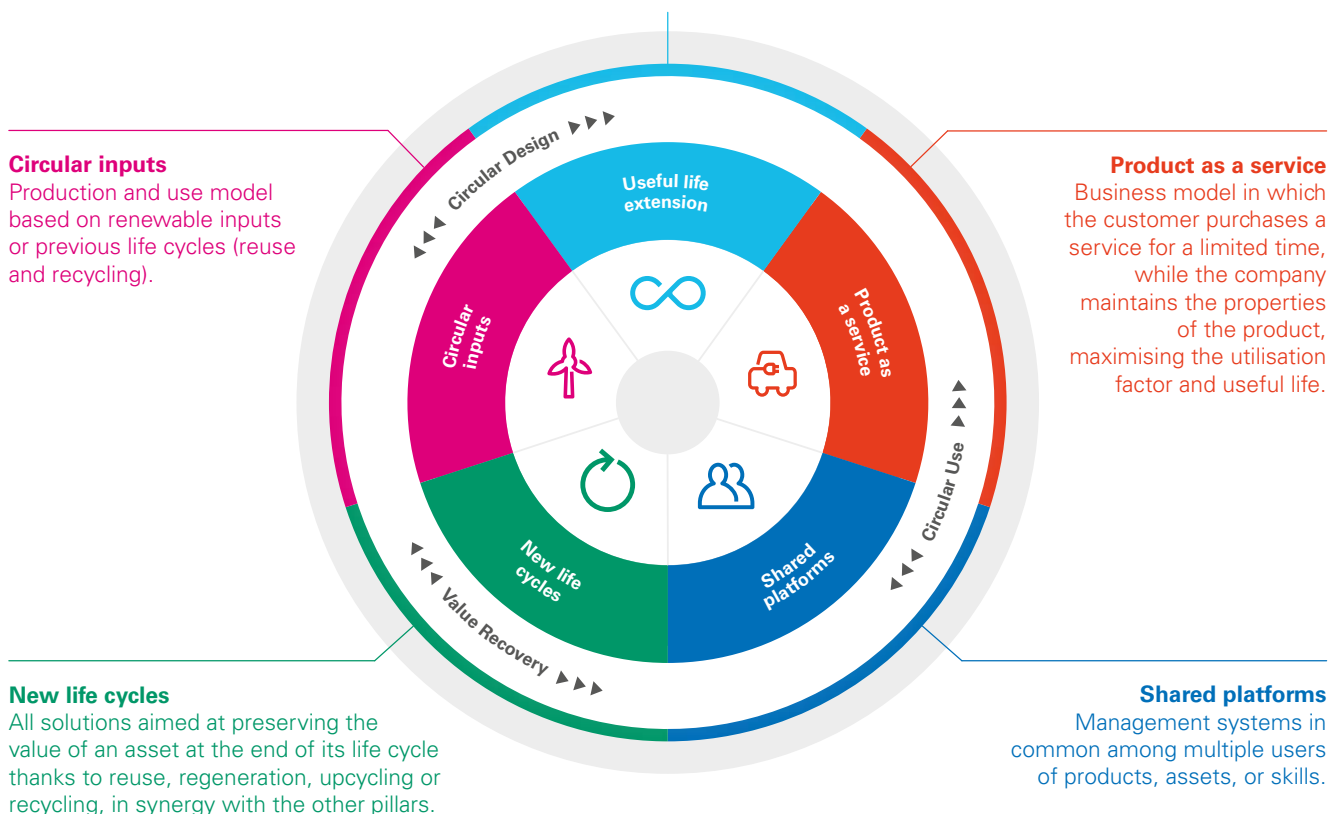 Circular inputs
Production and use model
based on renewable inputs
or previous life cycles (reuse
and recycling).
Product as a service
Business model in which
the customer purchases a
service for a limited time,
while the company
maintains the properties
of the product,
maximising the utilisation
factor and useful life.
Circular Design
Useful life
extension
Circular
inputs
Product as
a service
Circular Use
New life
cycles
Shared
platforms
Value Recovery
New life cycles
All solutions aimed at preserving the
value of an asset at the end of its life cycle
thanks to reuse, regeneration, upcycling or
recycling, in synergy with the other pillars.
Shared platforms
Management systems in
common among multiple users
of products, assets, or skills.